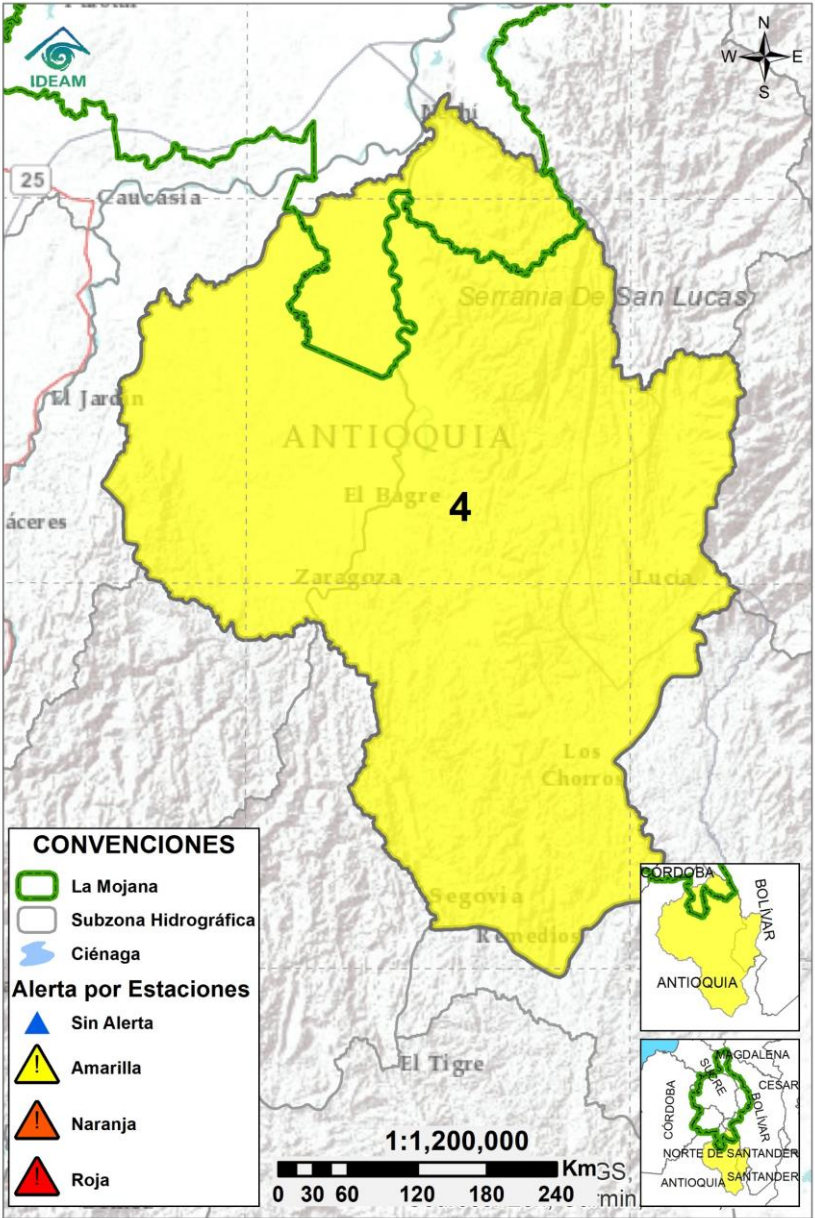 IDEAM
N
W E
S
25
Caucasia
Serrania De San Lucas
El Jardin
ANTIOQUIA
El Bagre
4
áceres
Zaragoza
Lucia
Los
Chorros
Segovia
Remedios
El Tigre
CONVENCIONES
La Mojana
Subzona Hidrográfica
Ciénaga
Alerta por Estaciones
Sin Alerta
Amarilla
Naranja
Roja
1:1,200,000
Km
0 30 60 120 180 240
GS,
CÓRDOBA
BOLÍVAR
ANTIOQUIA
MAGDALENA
SUCRE
CESAR
CÓRDOBA
BOLÍVAR
NORTE DE SANTANDER
ANTIOQUIA
SANTANDER